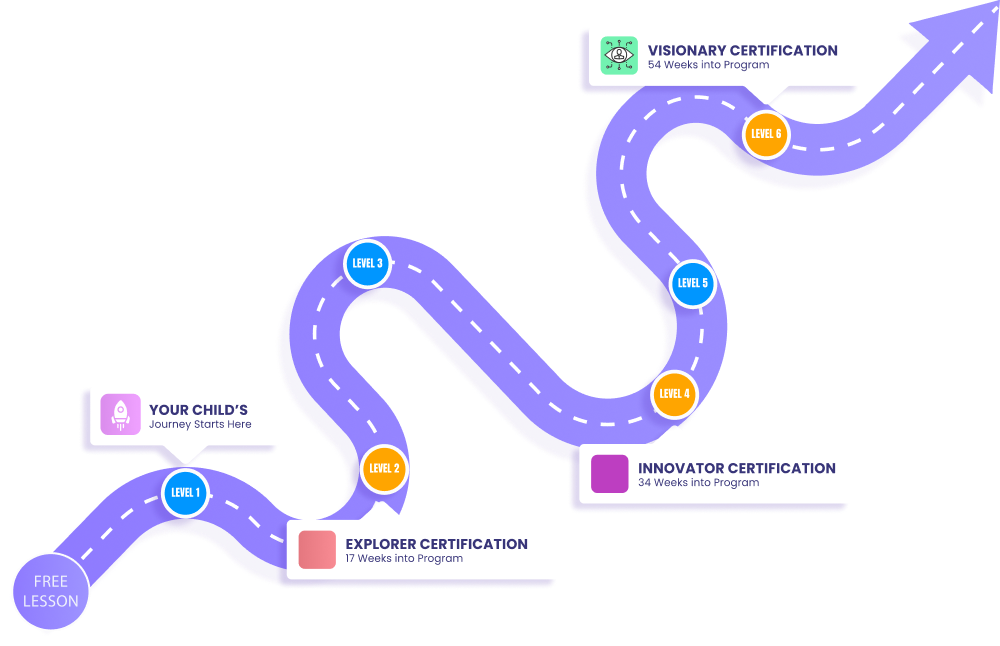 VISIONARY CERTIFICATION
54 Weeks into Program
LEVEL 6
LEVEL 3
LEVEL 5
LEVEL 4
YOUR CHILD'S
Journey Starts Here
LEVEL 2
INNOVATOR CERTIFICATION
34 Weeks into Program
LEVEL 1
EXPLORER CERTIFICATION
17 Weeks into Program
FREE
LESSON